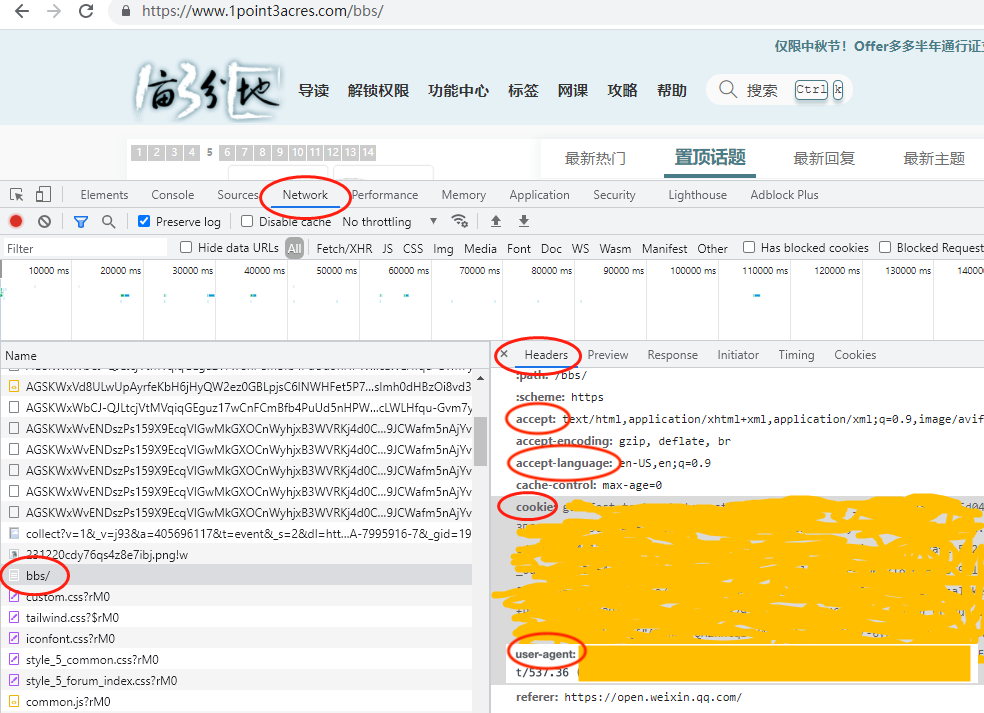 https://www.1point3acres.com/bbs/
仅限中秋节！Offer多多半年通行证
亩3分地
导读 解锁权限 功能中心 标签 网课 攻略 帮助 搜索 Ctrl k
1 2 3 4 5 6 7 8 9 10 11 12 13 14
最新热门 置顶话题 最新回复 最新主题
Elements Console Sources Network Performance Memory Application Security Lighthouse Adblock Plus
Preserve log Disable cache No throttling
Filter Hide data URLs All Fetch/XHR JS CSS Img Media Font Doc WS Wasm Manifest Other Has blocked cookies Blocked Request
10000 ms 20000 ms 30000 ms 40000 ms 50000 ms 60000 ms 70000 ms 80000 ms 90000 ms 100000 ms 110000 ms 120000 ms 130000 ms 14000
Name
AGSKWxVd8ULwUpAyrfeKbH6jHyQW2ez0GBLpjsC6INWHFet5P7...slmh0dHBzOi8vd3
AGSKWxWbCJ-QJLtcjVtMVqiqGEguz17wCnFCmBfb4PuUd5nHPW...cLWLHfqu-Gvm7y
AGSKWxWvENDszPs159X9EcqVIGwMkGXOCnWyhjxB3WVRKj4d0C...9JCWafm5nAjYv
AGSKWxWvENDszPs159X9EcqVIGwMkGXOCnWyhjxB3WVRKj4d0C...9JCWafm5nAjYv
AGSKWxWvENDszPs159X9EcqVIGwMkGXOCnWyhjxB3WVRKj4d0C...9JCWafm5nAjYv
AGSKWxWvENDszPs159X9EcqVIGwMkGXOCnWyhjxB3WVRKj4d0C...9JCWafm5nAjYv
AGSKWxWvENDszPs159X9EcqVIGwMkGXOCnWyhjxB3WVRKj4d0C...9JCWafm5nAjYv
collect?v=1&_v=j93&a=405696117&t=event&_s=2&dl=htt...A-7995916-7&_gid=19
231220cdy76qs4z8e7ibj.png!w
bbs/
custom.css?rM0
tailwind.css?$rM0
iconfont.css?rM0
style_5_common.css?rM0
style_5_forum_index.css?rM0
common.js?rM0
× Headers Preview Response Initiator Timing Cookies
:path: /bbs/
:scheme: https
accept: text/html,application/xhtml+xml,application/xml;q=0.9,image/avif
accept-encoding: gzip, deflate, br
accept-language: en-US,en;q=0.9
cache-control: max-age=0
cookie
user-agent:
t/537.36 (
referer: https://open.weixin.qq.com/